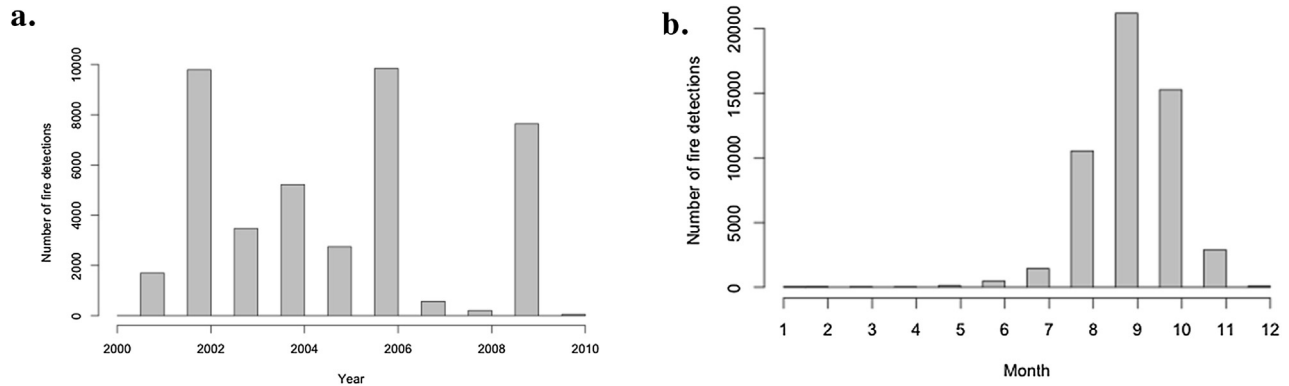 a.
Number of fire detections
10000
8000
6000
4000
2000
0
2000 2002 2004 2006 2008 2010
Year
b.
Number of fire detections
20000
15000
10000
5000
0
1 2 3 4 5 6 7 8 9 10 11 12
Month